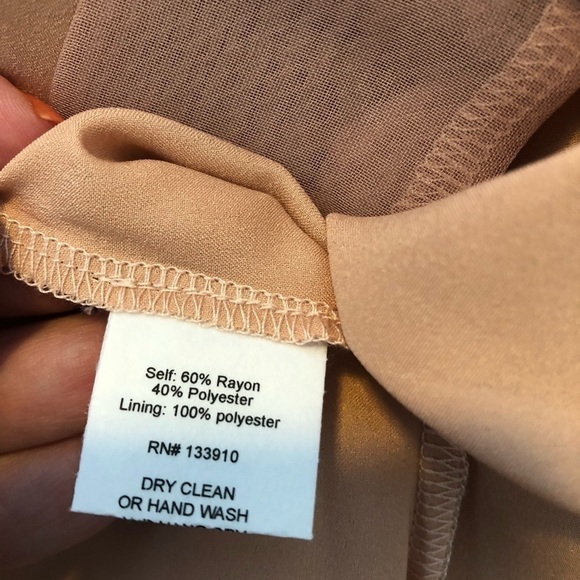 Self: 60% Rayon
40% Polyester
Lining: 100% polyester
RN# 133910
DRY CLEAN
OR HAND WASH